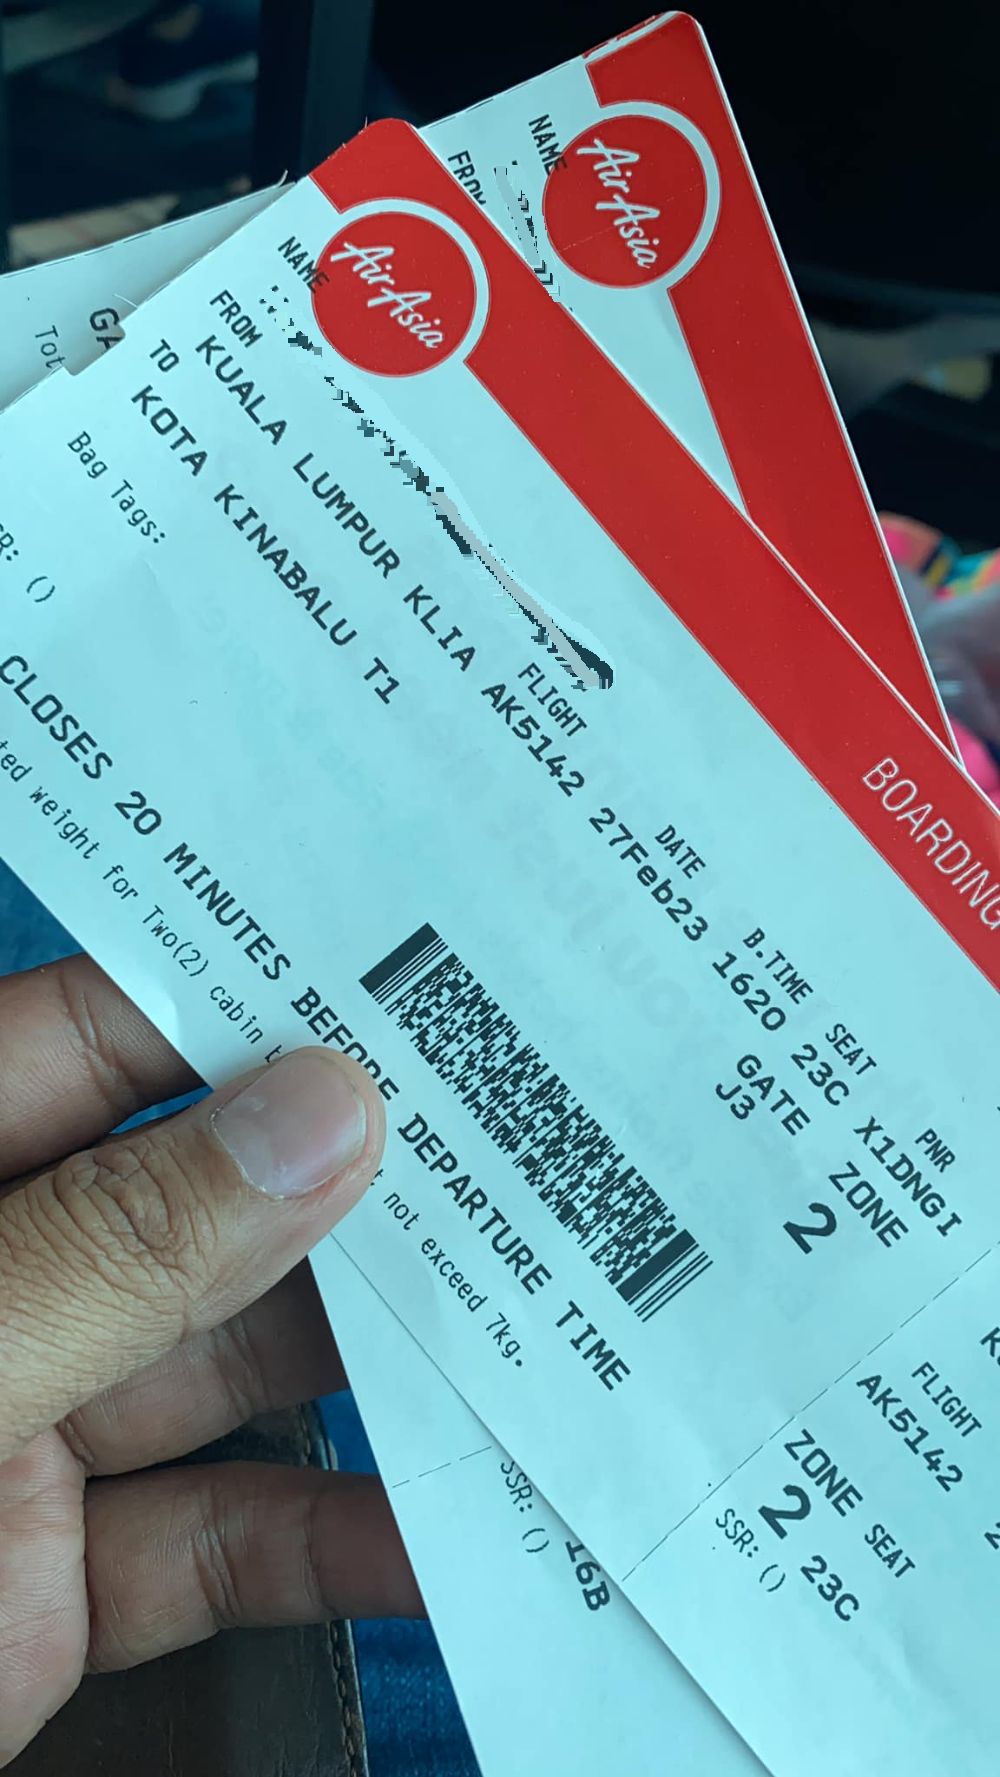 AirAsia
NAME
FROM
AirAsia
BOARDING
NAME
FROM
KUALA LUMPUR KLIA
TO
KOTA KINABALU T1
FLIGHT
AK5142
DATE
27Feb23
B.TIME
1620
SEAT
23C
PNR
X1DNGI
GATE
J3
ZONE
2
Bag Tags:
CLOSES 20 MINUTES BEFORE DEPARTURE TIME
weight for Two(2) cabin
not exceed 7kg.
FLIGHT
AK5142
ZONE
2
SEAT
23C
SSR: ()
SSR: ()
16B